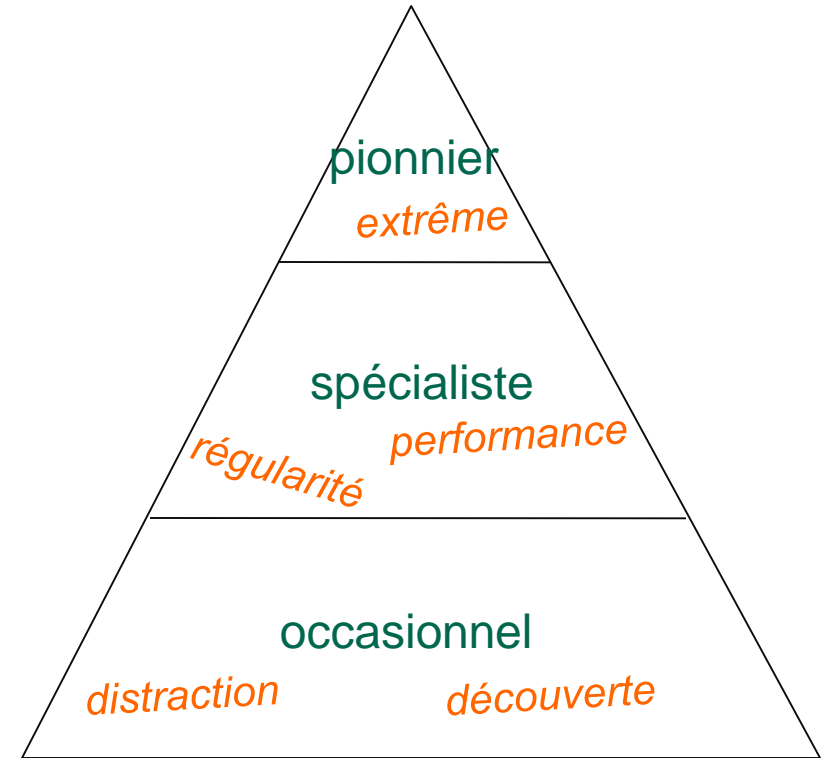 pionnier
extrême
spécialiste
performance
régularité
occasionnel
distraction
découverte